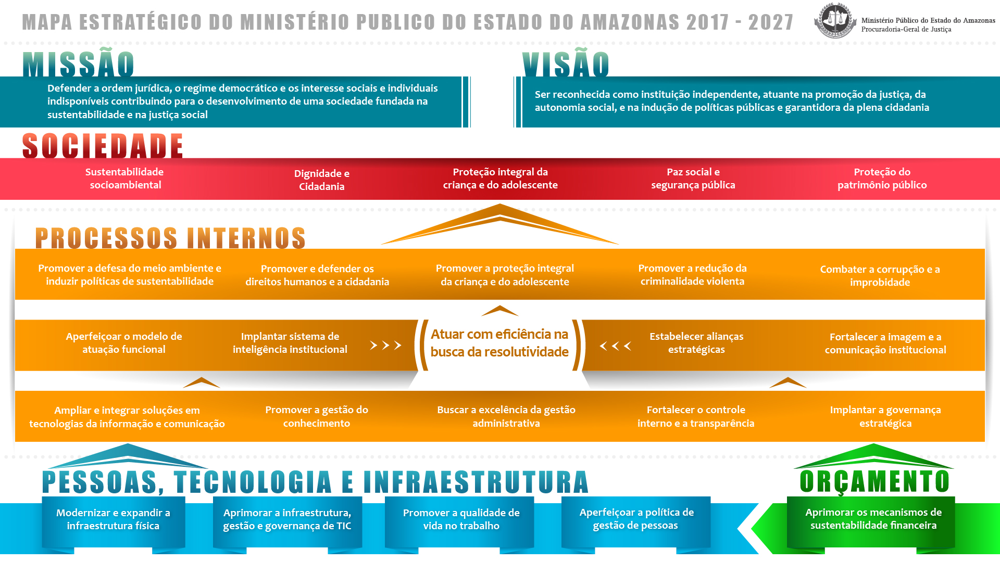 MAPA ESTRATÉGICO DO MINISTÉRIO PUBLICO DO ESTADO DO AMAZONAS 2017 - 2027
Ministério Público do Estado do Amazonas
Procuradoria-Geral de Justiça
MISSÃO
Defender a ordem jurídica, o regime democrático e os interesse sociais e individuais
indisponíveis contribuindo para o desenvolvimento de uma sociedade fundada na
sustentabilidade e na justiça social
VISÃO
Ser reconhecida como instituição independente, atuante na promoção da justiça, da
autonomia social, e na indução de políticas públicas e garantidora da plena cidadania
SOCIEDADE
Sustentabilidade
socioambiental
Dignidade e
Cidadania
Proteção integral da
criança e do adolescente
Paz social e
segurança pública
Proteção do
patrimônio público
PROCESSOS INTERNOS
Promover a defesa do meio ambiente e
induzir políticas de sustentabilidade
Promover e defender os
direitos humanos e a cidadania
Promover a proteção integral
da criança e do adolescente
Promover a redução da
criminalidade violenta
Combater a corrupção e a
improbidade
Aperfeiçoar o modelo de
atuação funcional
Implantar sistema de
inteligência institucional
Atuar com eficiência na
busca da resolutividade
Estabelecer alianças
estratégicas
Fortalecer a imagem e a
comunicação institucional
Ampliar e integrar soluções em
tecnologias da informação e comunicação
Promover a gestão do
conhecimento
Buscar a excelência da gestão
administrativa
Fortalecer o controle
interno e a transparência
Implantar a governança
estratégica
PESSOAS, TECNOLOGIA E INFRAESTRUTURA
Modernizar e expandir a
infraestrutura física
Aprimorar a infraestrutura,
gestão e governança de TIC
Promover a qualidade de
vida no trabalho
Aperfeiçoar a política de
gestão de pessoas
ORÇAMENTO
Aprimorar os mecanismos de
sustentabilidade financeira